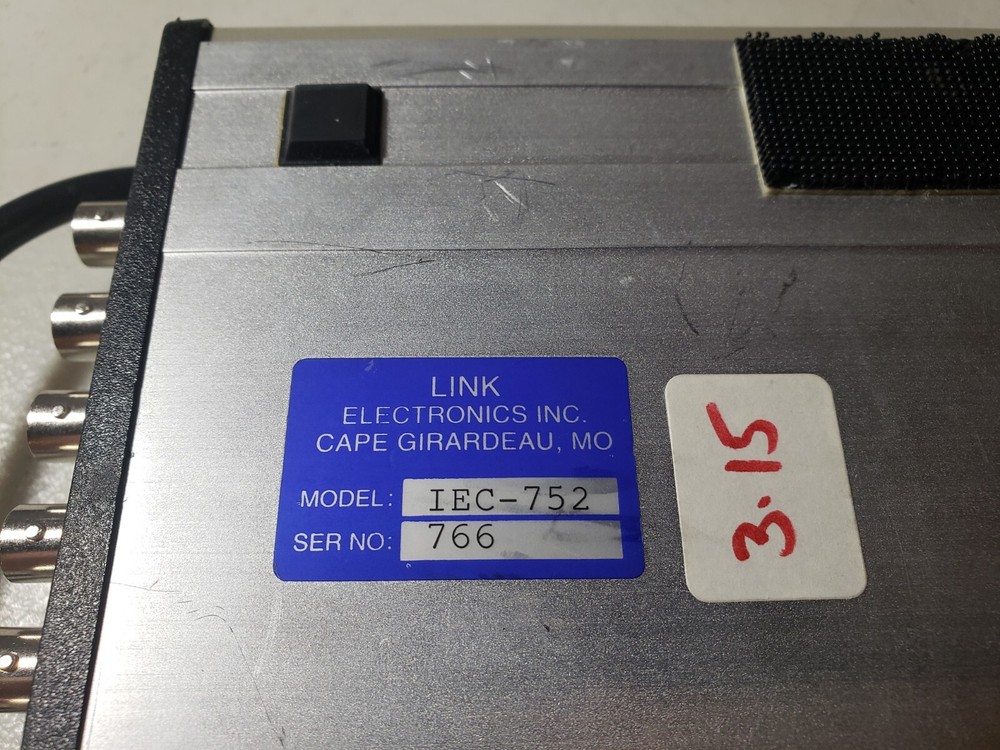 LINK
ELECTRONICS INC.
CAPE GIRARDEAU, MO
MODEL: IEC-752
SER NO: 766
3.15